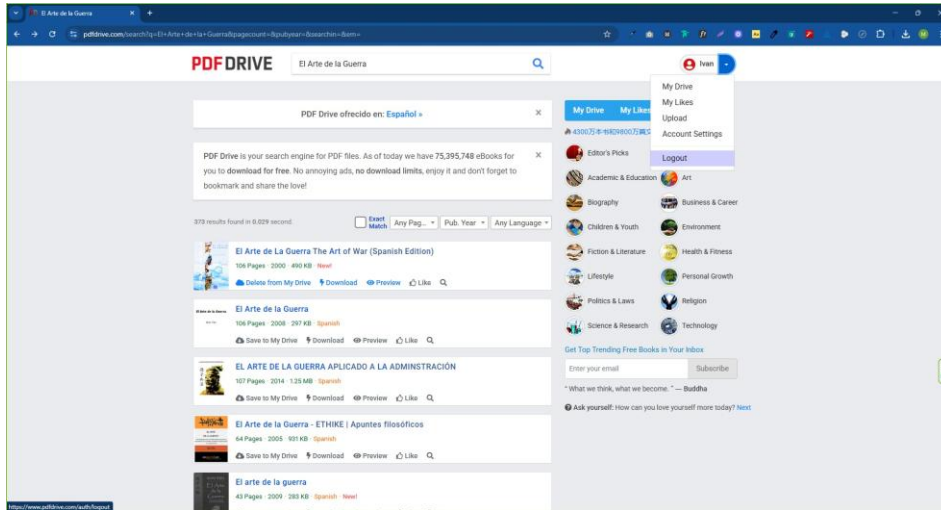 El Arte de la Guerra
pdfdrive.com/search?q=El+Arte+de+la+Guerra&pagecount=&pubyear=&searchin=&em=
PDFDRIVE
El Arte de la Guerra
Ivan
My Drive
My Likes
Upload
Account Settings
Logout
PDF Drive ofrecido en: Español »
PDF Drive is your search engine for PDF files. As of today we have 75,395,748 eBooks for
you to download for free. No annoying ads, no download limits, enjoy it and don't forget to
bookmark and share the love!
373 results found in 0.029 second.
Exact
Match
Any Pag...
Pub. Year
Any Language
El Arte de La Guerra The Art of War (Spanish Edition)
106 Pages · 2000 · 490 KB · New!
Delete from My Drive Download Preview Like
El Arte de la Guerra
106 Pages · 2008 · 297 KB · Spanish
Save to My Drive Download Preview Like
EL ARTE DE LA GUERRA APLICADO A LA ADMINSTRACIÓN
107 Pages · 2014 · 1.25 MB · Spanish
Save to My Drive Download Preview Like
El Arte de la Guerra - ETHIKE | Apuntes filosóficos
64 Pages · 2005 · 931 KB · Spanish
Save to My Drive Download Preview Like
El arte de la guerra
43 Pages · 2009 · 283 KB · Spanish · New!
My Drive My Likes
Editor's Picks
Academic & Education Art
Biography Business & Career
Children & Youth Environment
Fiction & Literature Health & Fitness
Lifestyle Personal Growth
Politics & Laws Religion
Science & Research Technology
Get Top Trending Free Books in Your Inbox
Enter your email Subscribe
" What we think, what we become. " — Buddha
Ask yourself: How can you love yourself more today? Next
https://www.pdfdrive.com/auth/logout